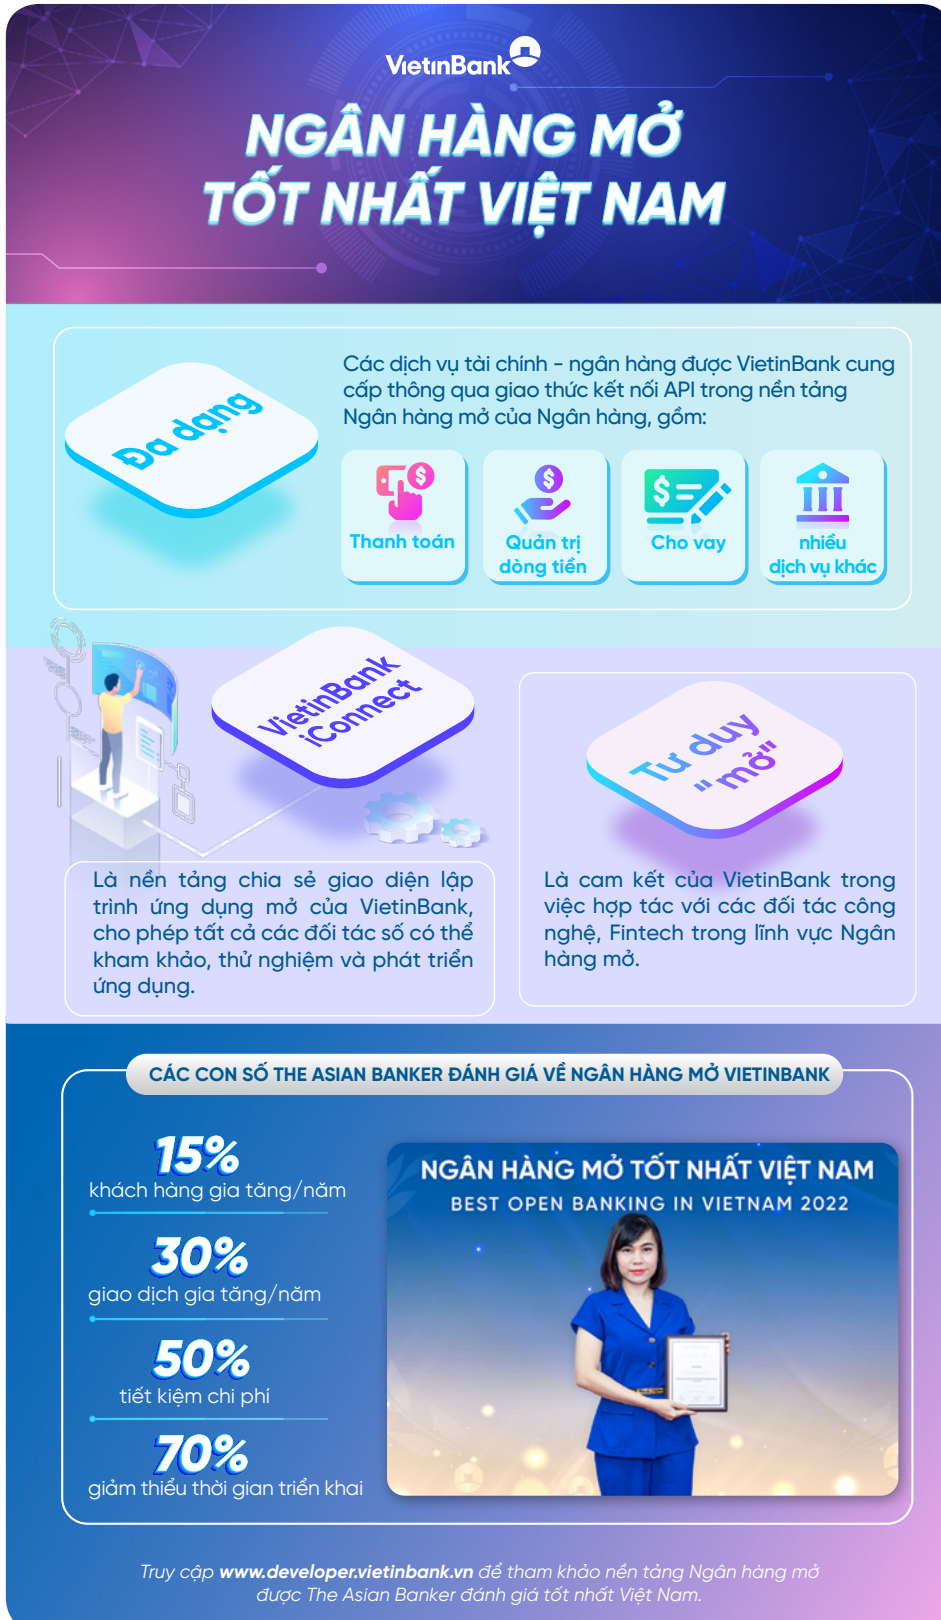 VietinBank
NGÂN HÀNG MỞ
TỐT NHẤT VIỆT NAM
Đa dạng
Các dịch vụ tài chính - ngân hàng được VietinBank cung
cấp thông qua giao thức kết nối API trong nền tảng
Ngân hàng mở của Ngân hàng, gồm:
Thanh toán
Quản trị
dòng tiền
Cho vay
nhiều
dịch vụ khác
VietinBank
iConnect
Là nền tảng chia sẻ giao diện lập
trình ứng dụng mở của VietinBank,
cho phép tất cả các đối tác số có thể
kham khảo, thử nghiệm và phát triển
ứng dụng.
Tư duy
"mở"
Là cam kết của VietinBank trong
việc hợp tác với các đối tác công
nghệ, Fintech trong lĩnh vực Ngân
hàng mở.
CÁC CON SỐ THE ASIAN BANKER ĐÁNH GIÁ VỀ NGÂN HÀNG MỞ VIETINBANK
15%
khách hàng gia tăng/năm
30%
giao dịch gia tăng/năm
50%
tiết kiệm chi phí
70%
giảm thiểu thời gian triển khai
NGÂN HÀNG MỞ TỐT NHẤT VIỆT NAM
BEST OPEN BANKING IN VIETNAM 2022
Truy cập www.developer.vietinbank.vn để tham khảo nền tảng Ngân hàng mở
được The Asian Banker đánh giá tốt nhất Việt Nam.